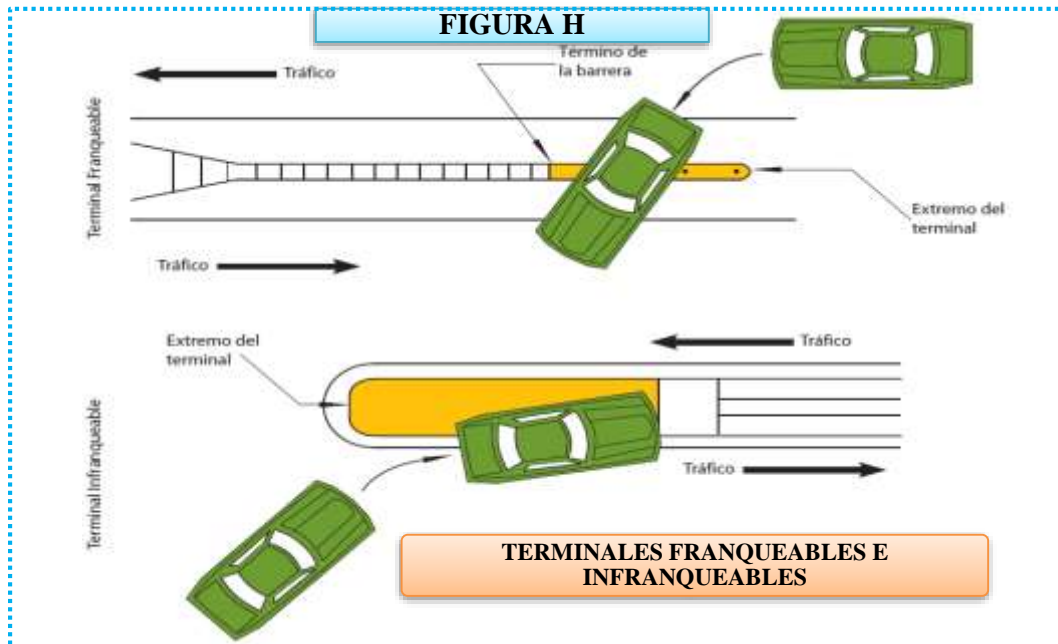 FIGURA H
Término de
la barrera
Tráfico
Terminal Franqueable
Extremo del
terminal
Tráfico
Extremo del
terminal
Tráfico
Terminal Infranqueable
Tráfico
TERMINALES FRANQUEABLES E
INFRANQUEABLES